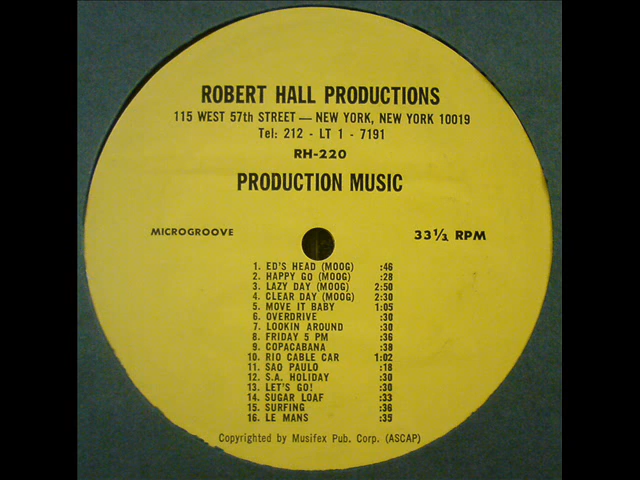 ROBERT HALL PRODUCTIONS
115 WEST 57th STREET — NEW YORK, NEW YORK 10019
Tel: 212 - LT 1 - 7191
RH-220
PRODUCTION MUSIC
MICROGROOVE 33⅓ RPM
1. ED'S HEAD (MOOG) :46
2. HAPPY GO (MOOG) :28
3. LAZY DAY (MOOG) 2:50
4. CLEAR DAY (MOOG) 2:30
5. MOVE IT BABY 1:05
6. OVERDRIVE :30
7. LOOKIN AROUND :30
8. FRIDAY 5 PM :36
9. COPACABANA :38
10. RIO CABLE CAR 1:02
11. SAO PAULO :18
12. S.A. HOLIDAY :30
13. LET'S GO! :30
14. SUGAR LOAF :33
15. SURFING :36
16. LE MANS :35
Copyrighted by Musifex Pub. Corp. (ASCAP)